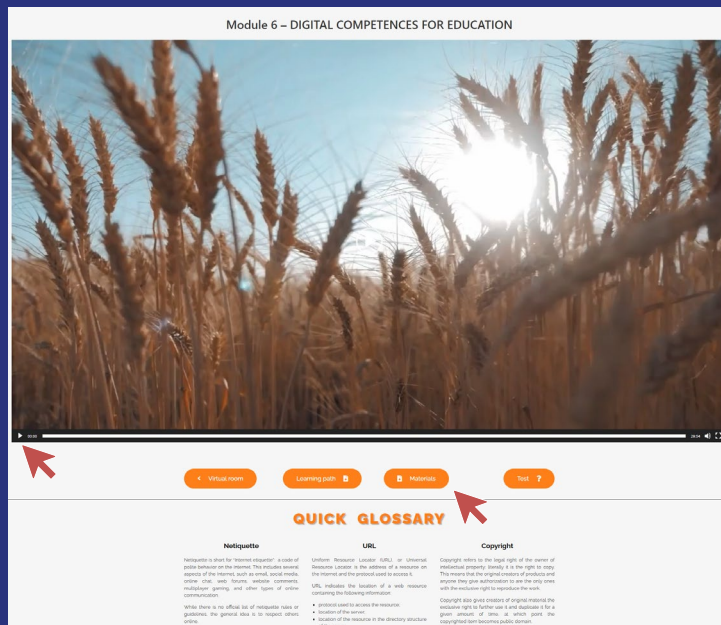 Module 6 – DIGITAL COMPETENCES FOR EDUCATION
00:00
Virtual room
Learning path
Materials
Test ?
QUICK GLOSSARY
Netiquette
Netiquette is short for "Internet etiquette", a code of
polite behavior on the Internet. This includes several
aspects of the Internet, such as email, social media,
online chat, web forums, website comments,
multiplayer gaming, and other types of online
communication.
While there is no official list of netiquette rules or
guidelines, the general idea is to respect others
online.
URL
Uniform Resource Locator (URL), or Universal
Resource Locator, is the address of a resource on
the Internet and the protocol used to access it.
URL indicates the location of a web resource
containing the following information:
protocol used to access the resource;
location of the server
location of the resource in the directory structure
Copyright
Copyright refers to the legal right of the owner of
intellectual property: literally it is the right to copy.
This means that the original creators of products and
anyone they give authorization to are the only ones
with the exclusive right to reproduce the work.
Copyright also gives creators of original material the
exclusive right to further use it and duplicate it for a
given amount of time, at which point the
copyrighted item becomes public domain.